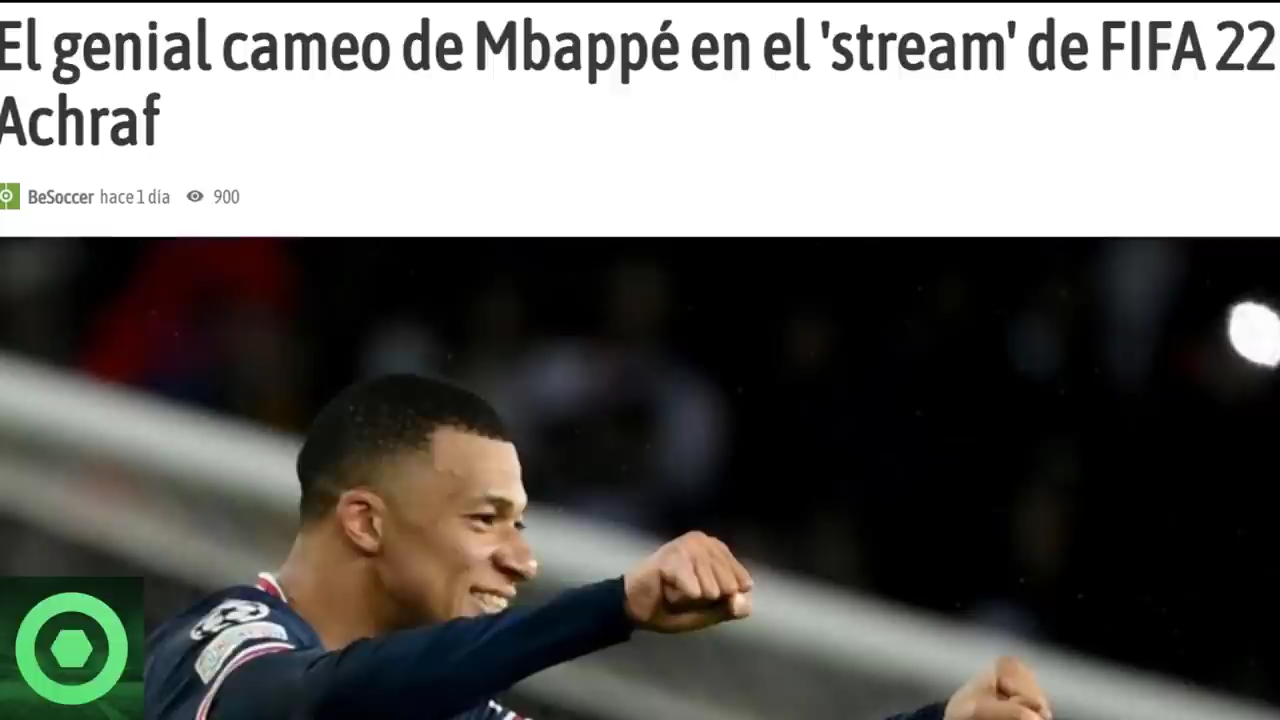 El genial cameo de Mbappé en el 'stream' de FIFA 22
Achraf
BeSoccer hace 1 día 900